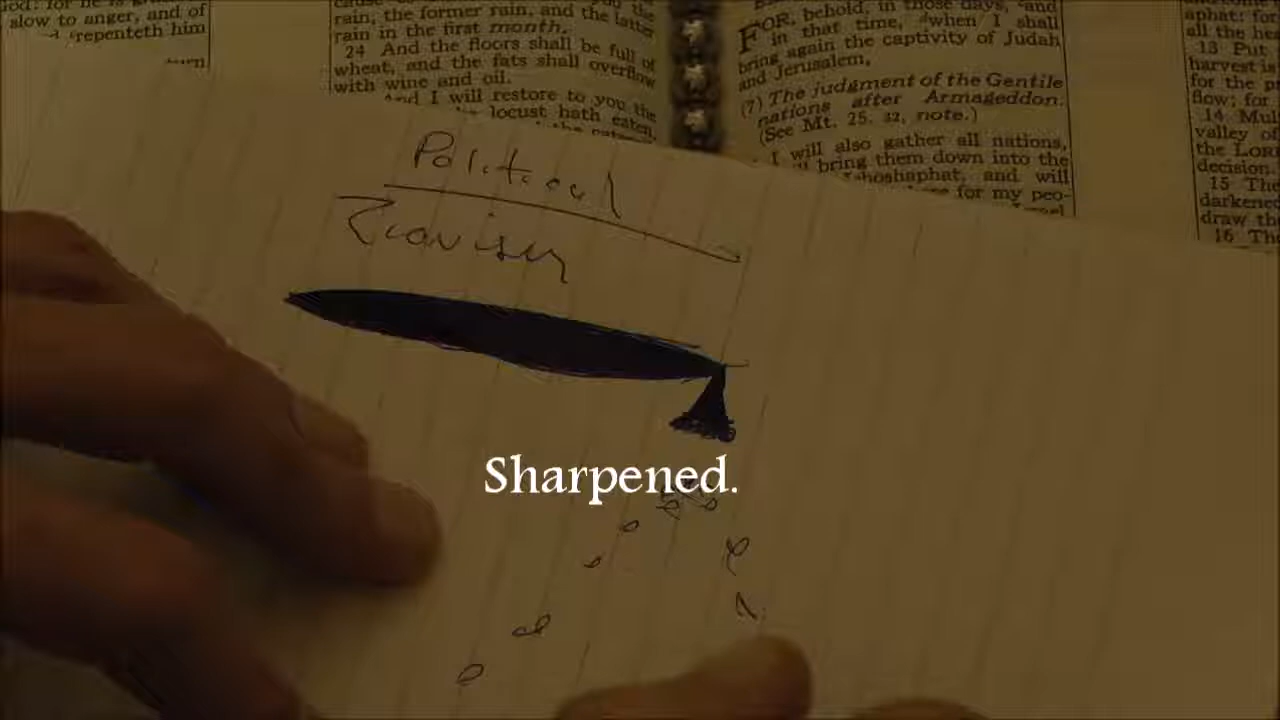 God: for he is
slow to anger, and of
repenteth him
rain, the former rain, and the latter
rain in the first month.
24 And the floors shall be full of
wheat, and the fats shall overflow
with wine and oil.
And I will restore to you the
locust hath eaten,
FOR, behold, in those days, and
in that time, when I shall
bring again the captivity of Judah
and Jerusalem,
(7) The judgment of the Gentile
nations after Armageddon.
(See Mt. 25. 32, note.)
I will also gather all nations,
bring them down into the
and will
for my peo-
all the
13 Put
harvest is
for the
flow; for
14
valley of
the LORD
decision.
15 The
darkened
draw
16 The
Political
Zionism
Sharpened.